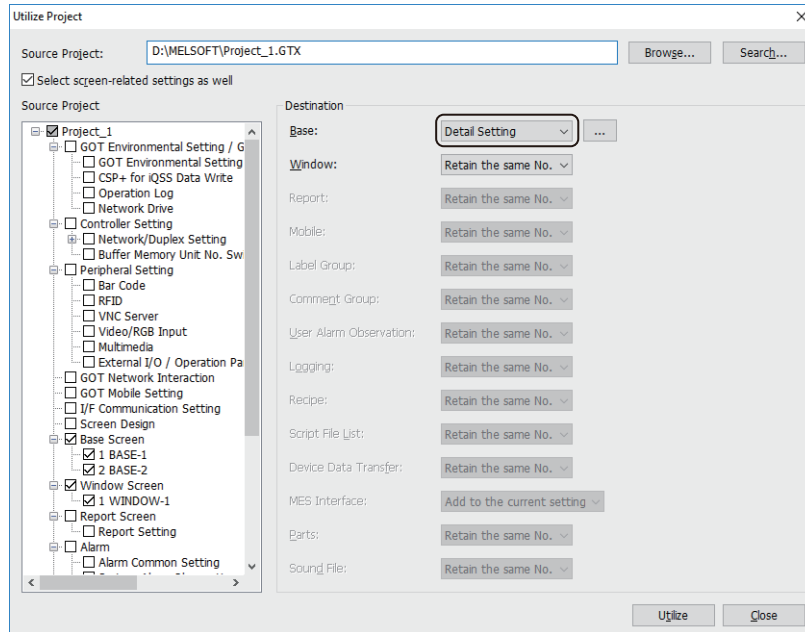 Utilize Project
Source Project: D:\MELSOFT\Project_1.GTX Browse... Search...
Select screen-related settings as well
Source Project
Project_1
GOT Environmental Setting / G
GOT Environmental Setting
CSP+ for iQSS Data Write
Operation Log
Network Drive
Controller Setting
Network/Duplex Setting
Buffer Memory Unit No. Sw
Peripheral Setting
Bar Code
RFID
VNC Server
Video/RGB Input
Multimedia
External I/O / Operation Pa
GOT Network Interaction
GOT Mobile Setting
I/F Communication Setting
Screen Design
Base Screen
1 BASE-1
2 BASE-2
Window Screen
1 WINDOW-1
Report Screen
Report Setting
Alarm
Alarm Common Setting
Destination
Base: Detail Setting ...
Window: Retain the same No.
Report: Retain the same No.
Mobile: Retain the same No.
Label Group: Retain the same No.
Comment Group: Retain the same No.
User Alarm Observation: Retain the same No.
Logging: Retain the same No.
Recipe: Retain the same No.
Script File List: Retain the same No.
Device Data Transfer: Retain the same No.
MES Interface: Add to the current setting
Parts: Retain the same No.
Sound File: Retain the same No.
Utilize Close